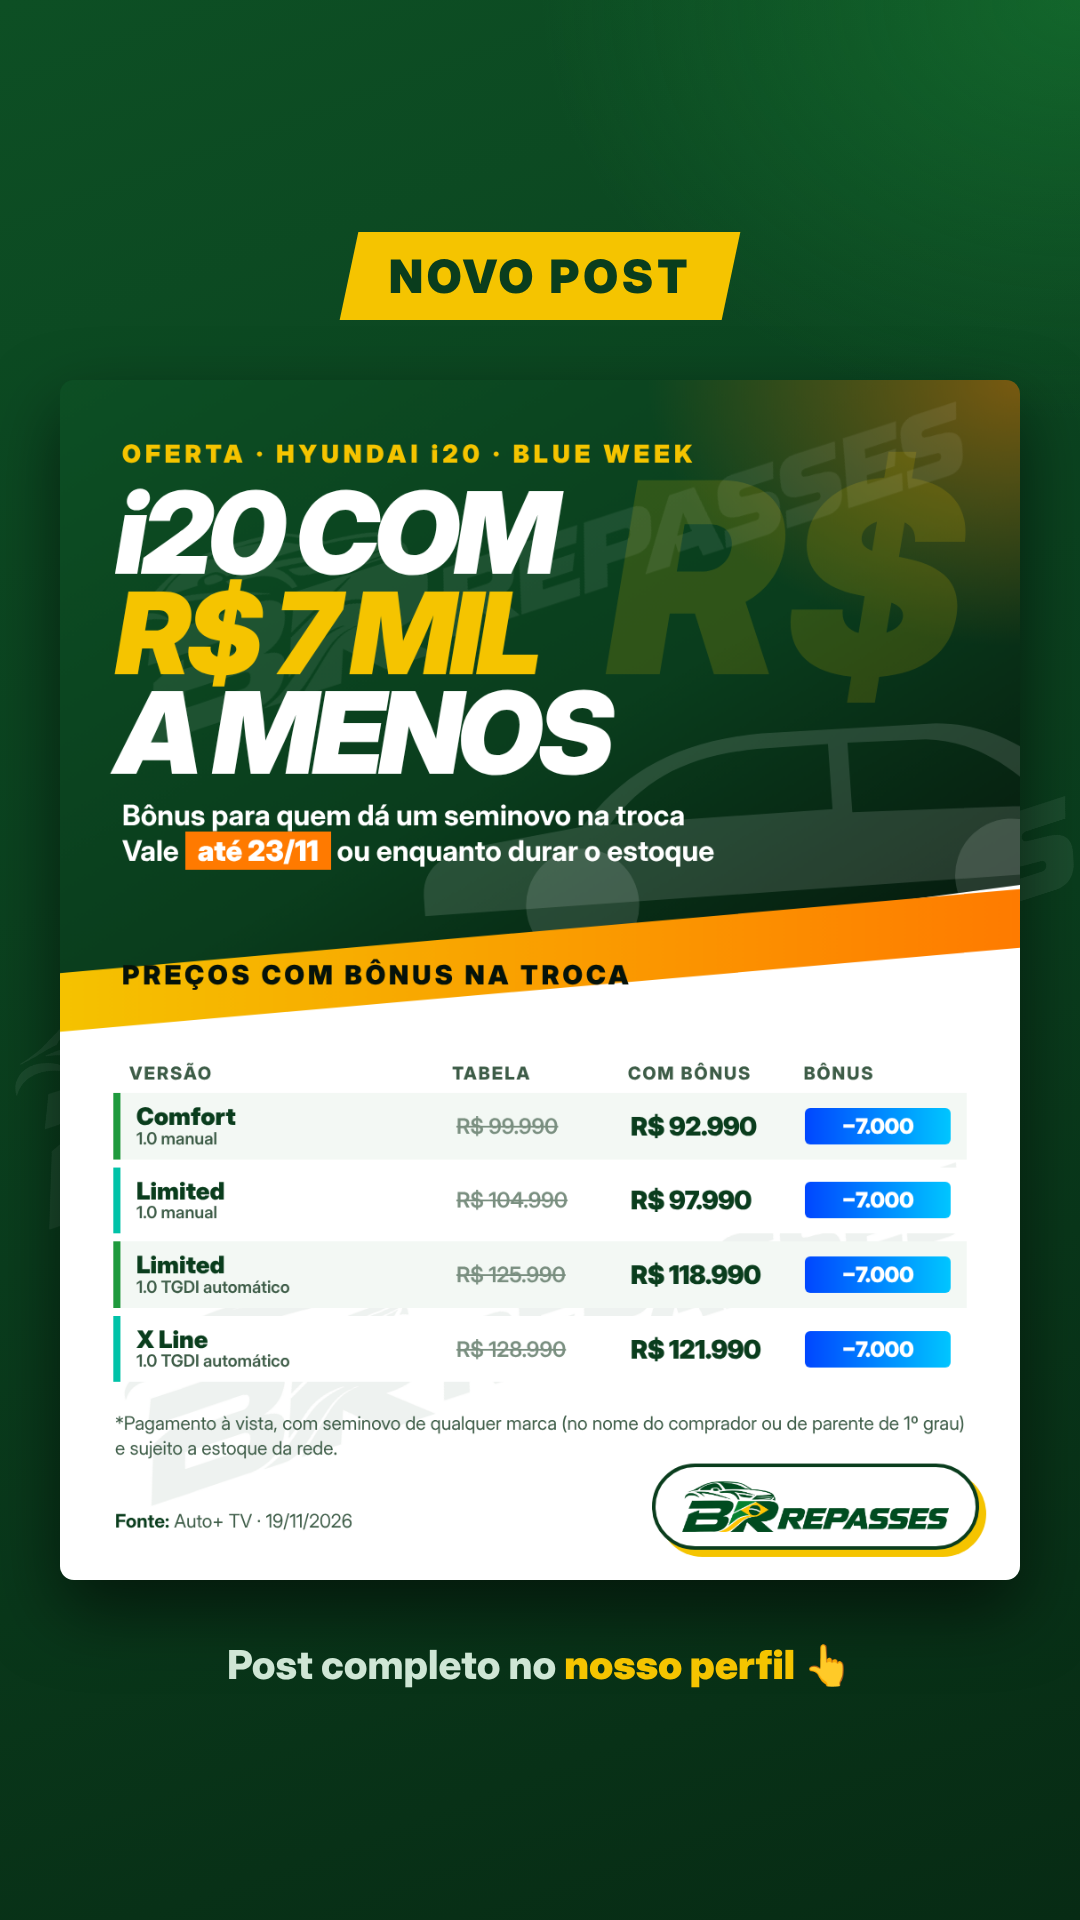 NOVO POST
OFERTA · HYUNDAI i20 · BLUE WEEK
i20 COM
R$ 7 MIL
A MENOS
R$
BR REPASSES
Bônus para quem dá um seminovo na troca
Vale até 23/11 ou enquanto durar o estoque
PREÇOS COM BÔNUS NA TROCA
VERSÃO TABELA COM BÔNUS BÔNUS
Comfort
1.0 manual
R$ 99.990 R$ 92.990 −7.000
Limited
1.0 manual
R$ 104.990 R$ 97.990 −7.000
Limited
1.0 TGDI automático
R$ 125.990 R$ 118.990 −7.000
X Line
1.0 TGDI automático
R$ 128.990 R$ 121.990 −7.000
*Pagamento à vista, com seminovo de qualquer marca (no nome do comprador ou de parente de 1º grau)
e sujeito a estoque da rede.
Fonte: Auto+ TV · 19/11/2026
BR REPASSES
Post completo no nosso perfil 👆